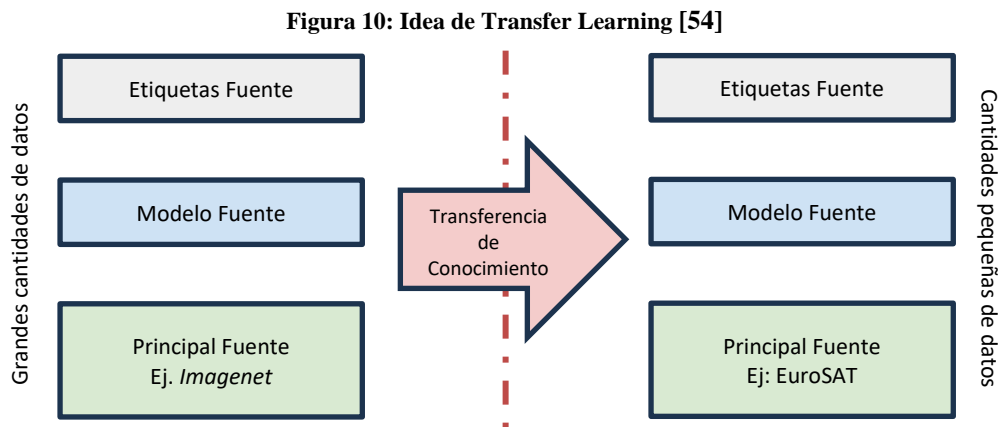 Figura 10: Idea de Transfer Learning [54]
Grandes cantidades de datos
Etiquetas Fuente
Modelo Fuente
Principal Fuente
Ej. Imagenet
Transferencia
de
Conocimiento
Etiquetas Fuente
Modelo Fuente
Principal Fuente
Ej: EuroSAT
Cantidades pequeñas de datos